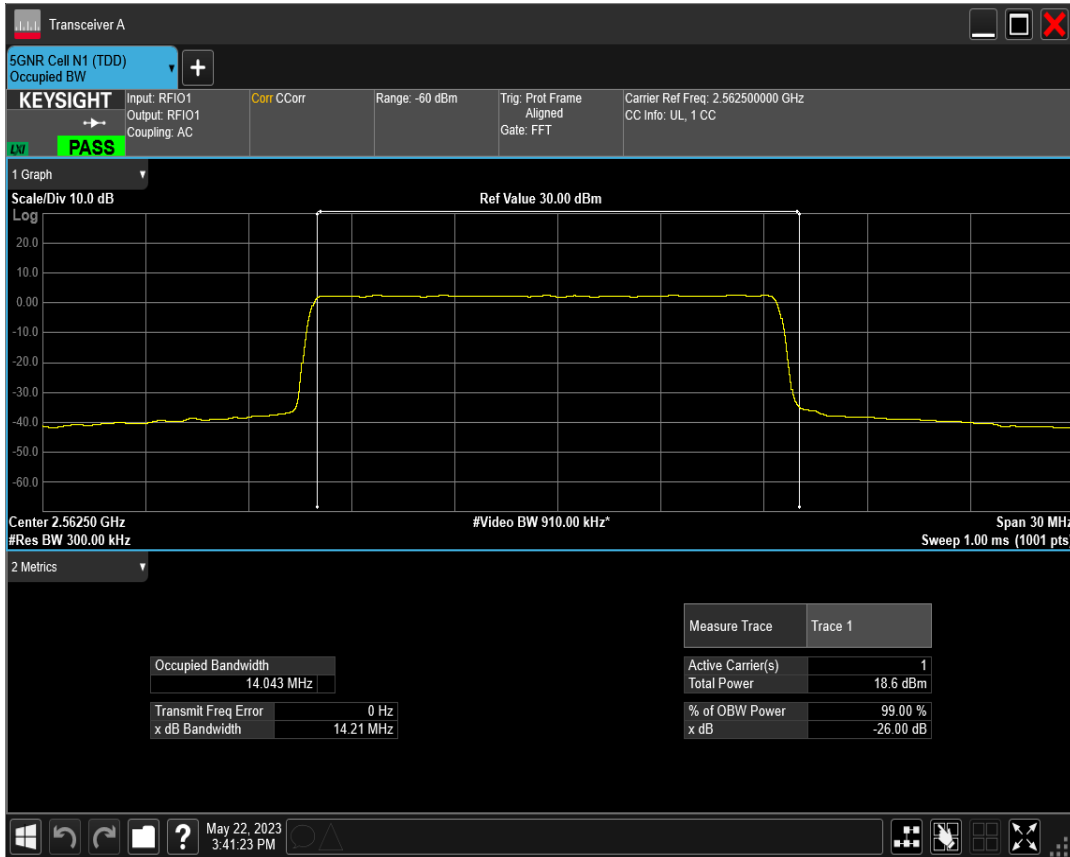 Transceiver A
5GNR Cell N1 (TDD)
Occupied BW
KEYSIGHT
LXI
PASS
Input: RFIO1
Output: RFIO1
Coupling: AC
Corr CCorr
Range: -60 dBm
Trig: Prot Frame
Aligned
Gate: FFT
Carrier Ref Freq: 2.562500000 GHz
CC Info: UL, 1 CC
1 Graph
Scale/Div 10.0 dB
Ref Value 30.00 dBm
Log
20.0
10.0
0.00
-10.0
-20.0
-30.0
-40.0
-50.0
-60.0
Center 2.56250 GHz
#Video BW 910.00 kHz*
Span 30 MHz
#Res BW 300.00 kHz
Sweep 1.00 ms (1001 pts)
2 Metrics
Measure Trace Trace 1
Occupied Bandwidth
14.043 MHz
Active Carrier(s) 1
Total Power 18.6 dBm
Transmit Freq Error 0 Hz
x dB Bandwidth 14.21 MHz
% of OBW Power 99.00 %
x dB -26.00 dB
?
May 22, 2023
3:41:23 PM